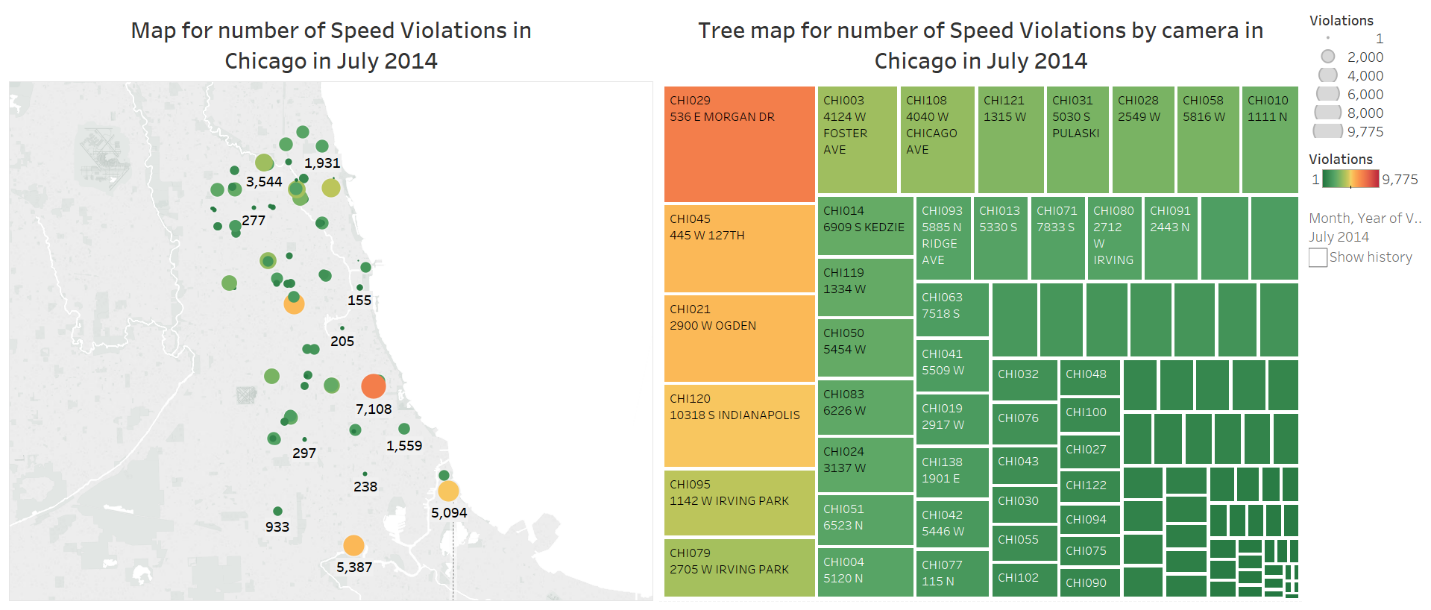 Map for number of Speed Violations in
Chicago in July 2014
1,931
3,544
277
155
205
7,108
1,559
297
238
5,094
933
5,387
Tree map for number of Speed Violations by camera in
Chicago in July 2014
CHI029
536 E MORGAN DR
CHI045
445 W 127TH
CHI021
2900 W OGDEN
CHI120
10318 S INDIANAPOLIS
CHI095
1142 W IRVING PARK
CHI079
2705 W IRVING PARK
CHI003
4124 W
FOSTER
AVE
CHI108
4040 W
CHICAGO
AVE
CHI121
1315 W
CHI031
5030 S
PULASKI
CHI028
2549 W
CHI058
5816 W
CHI010
1111 N
CHI014
6909 S KEDZIE
CHI119
1334 W
CHI050
5454 W
CHI083
6226 W
CHI024
3137 W
CHI051
6523 N
CHI004
5120 N
CHI093
5885 N
RIDGE
AVE
CHI013
5330 S
CHI071
7833 S
CHI080
2712
W
IRVING
CHI091
2443 N
CHI063
7518 S
CHI041
5509 W
CHI019
2917 W
CHI138
1901 E
CHI042
5446 W
CHI077
115 N
CHI032
CHI076
CHI043
CHI030
CHI055
CHI102
CHI048
CHI100
CHI027
CHI122
CHI094
CHI075
CHI090
Violations
1
2,000
4,000
6,000
8,000
9,775
Violations
1
9,775
Month, Year of V..
July 2014
Show history